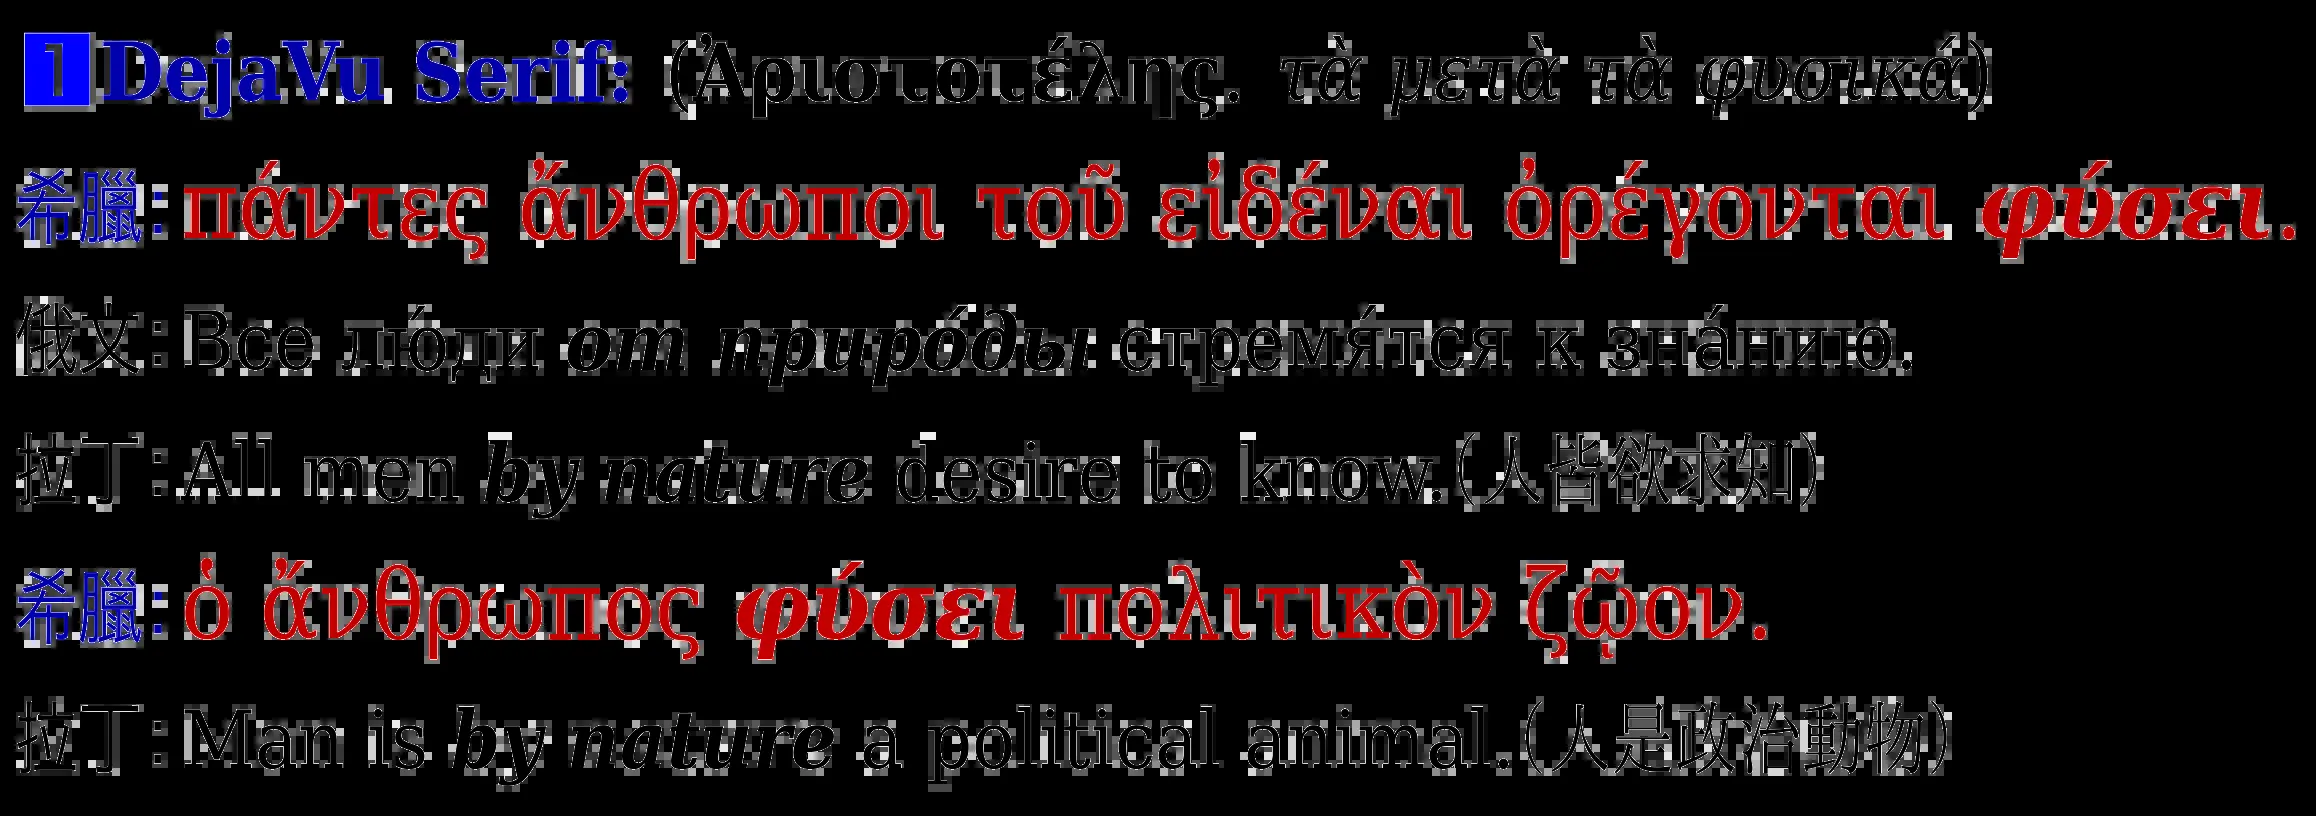 1 DejaVu Serif: (Ἀριστοτέλης. τὰ μετὰ τὰ φυσικά)
希臘:πάντες ἄνθρωποι τοῦ εἰδέναι ὀρέγονται φύσει.
俄文:Все лю́ди от приро́ды стремя́тся к зна́нию.
拉丁:All men by nature desire to know.(人皆欲求知)
希臘:ὁ ἄνθρωπος φύσει πολιτικὸν ζῷον.
拉丁:Man is by nature a political animal.(人是政治動物)